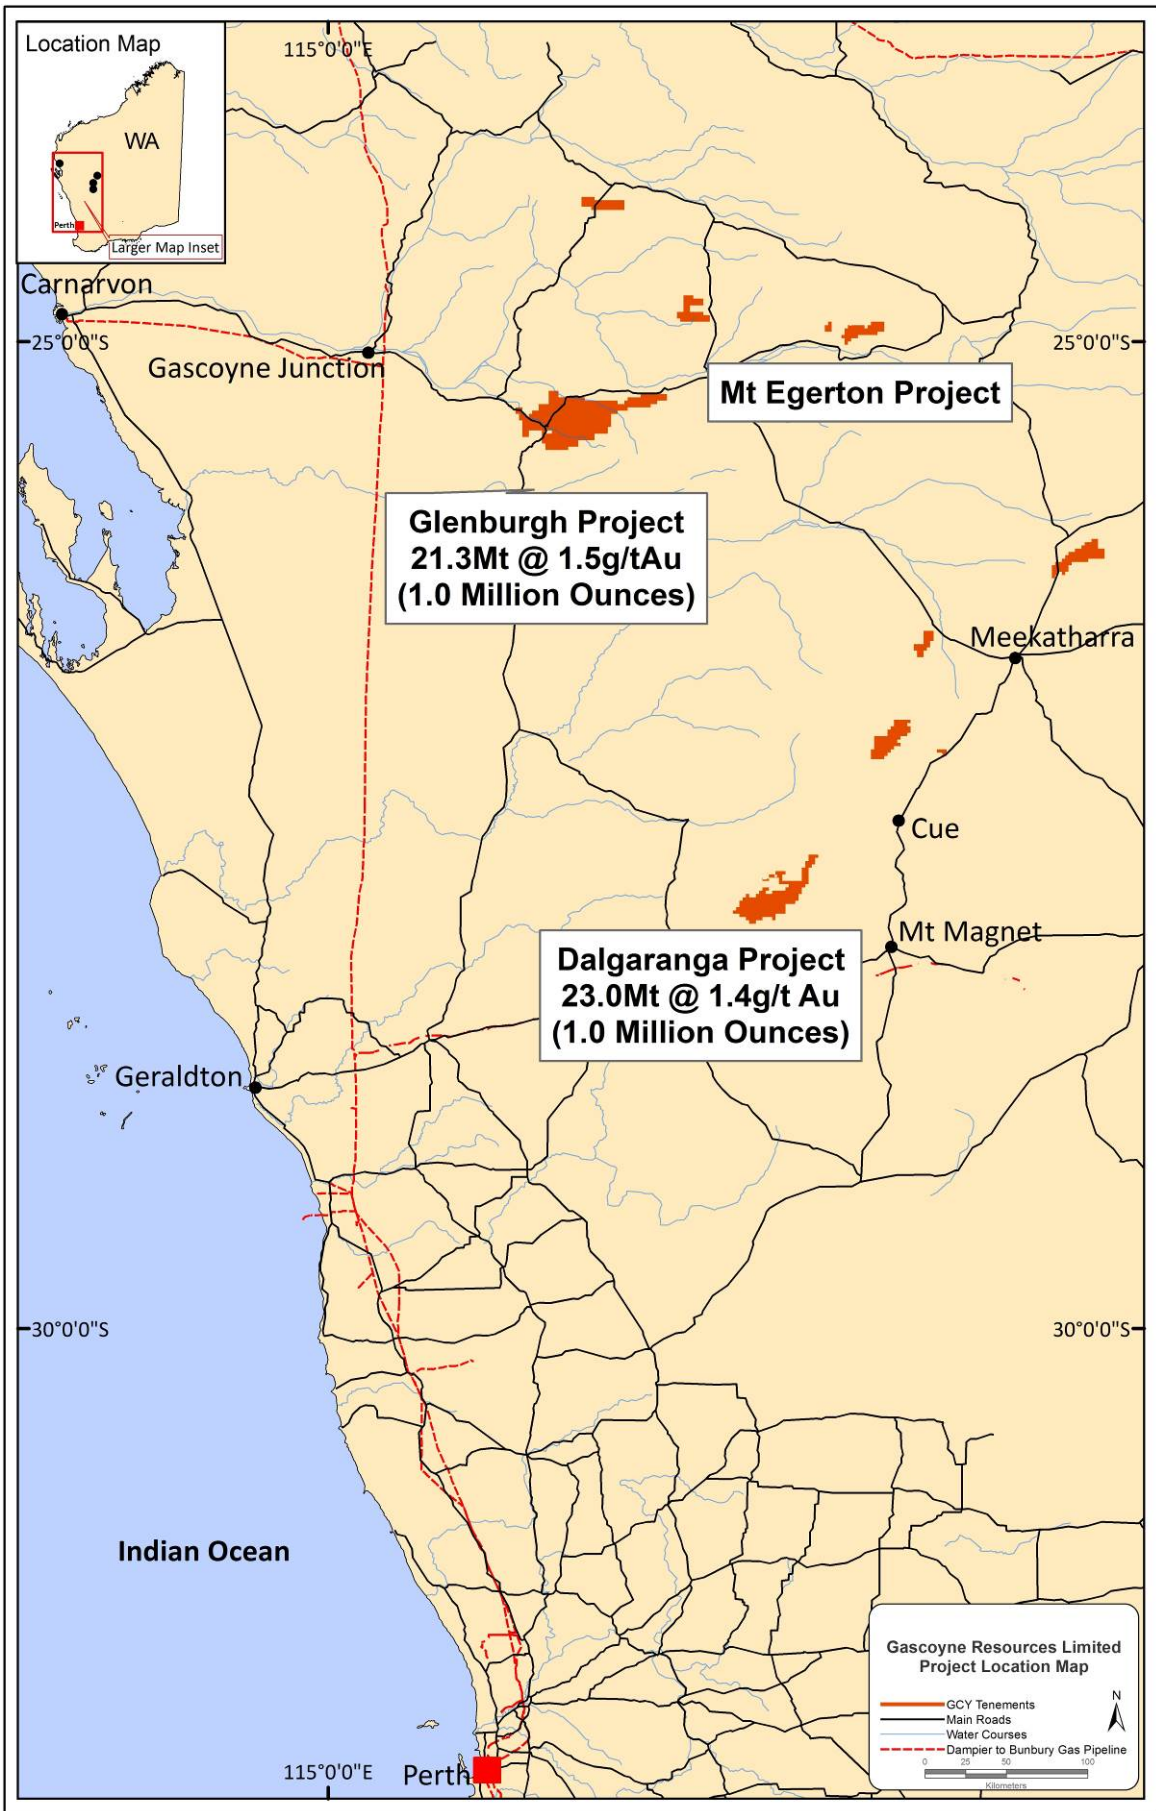 Location Map
WA
Perth
Larger Map Inset
115°0'0"E
Carnarvon
25°0'0"S
25°0'0"S
Gascoyne Junction
Mt Egerton Project
Glenburgh Project
21.3Mt @ 1.5g/tAu
(1.0 Million Ounces)
Meekatharra
Cue
Mt Magnet
Dalgaranga Project
23.0Mt @ 1.4g/t Au
(1.0 Million Ounces)
Geraldton
30°0'0"S
30°0'0"S
Indian Ocean
Gascoyne Resources Limited
Project Location Map
GCY Tenements
Main Roads
Water Courses
Dampier to Bunbury Gas Pipeline
N
0 25 50 100
Kilometers
115°0'0"E
Perth